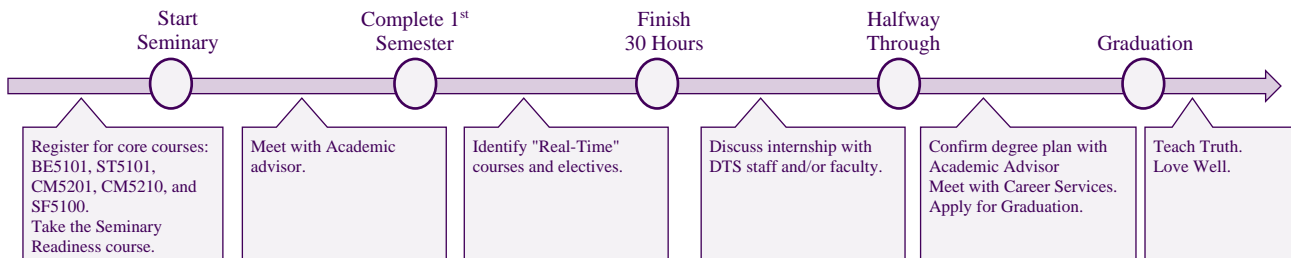 Start
Seminary
Complete 1st
Semester
Finish
30 Hours
Halfway
Through
Graduation
Register for core courses:
BE5101, ST5101,
CM5201, CM5210, and
SF5100.
Take the Seminary
Readiness course.
Meet with Academic
advisor.
Identify "Real-Time"
courses and electives.
Discuss internship with
DTS staff and/or faculty.
Confirm degree plan with
Academic Advisor
Meet with Career Services.
Apply for Graduation.
Teach Truth.
Love Well.